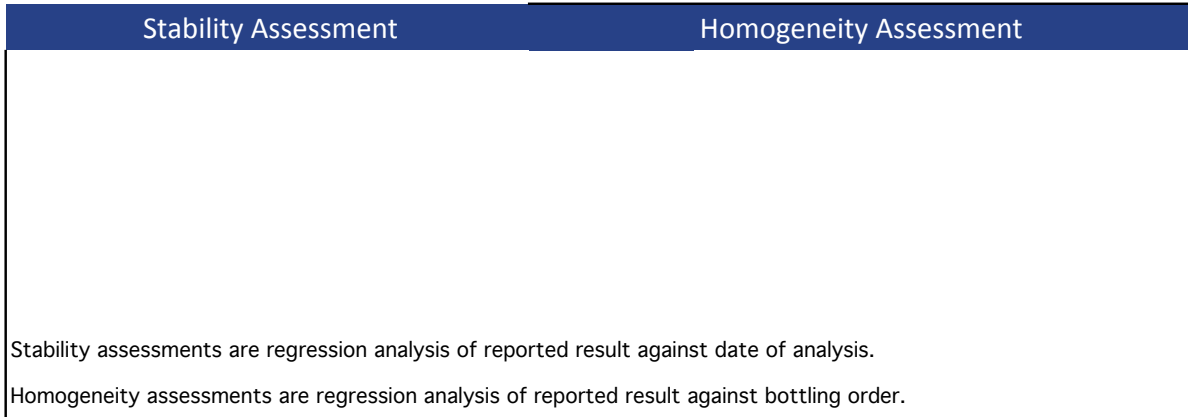 Stability Assessment Homogeneity Assessment
Stability assessments are regression analysis of reported result against date of analysis.
Homogeneity assessments are regression analysis of reported result against bottling order.